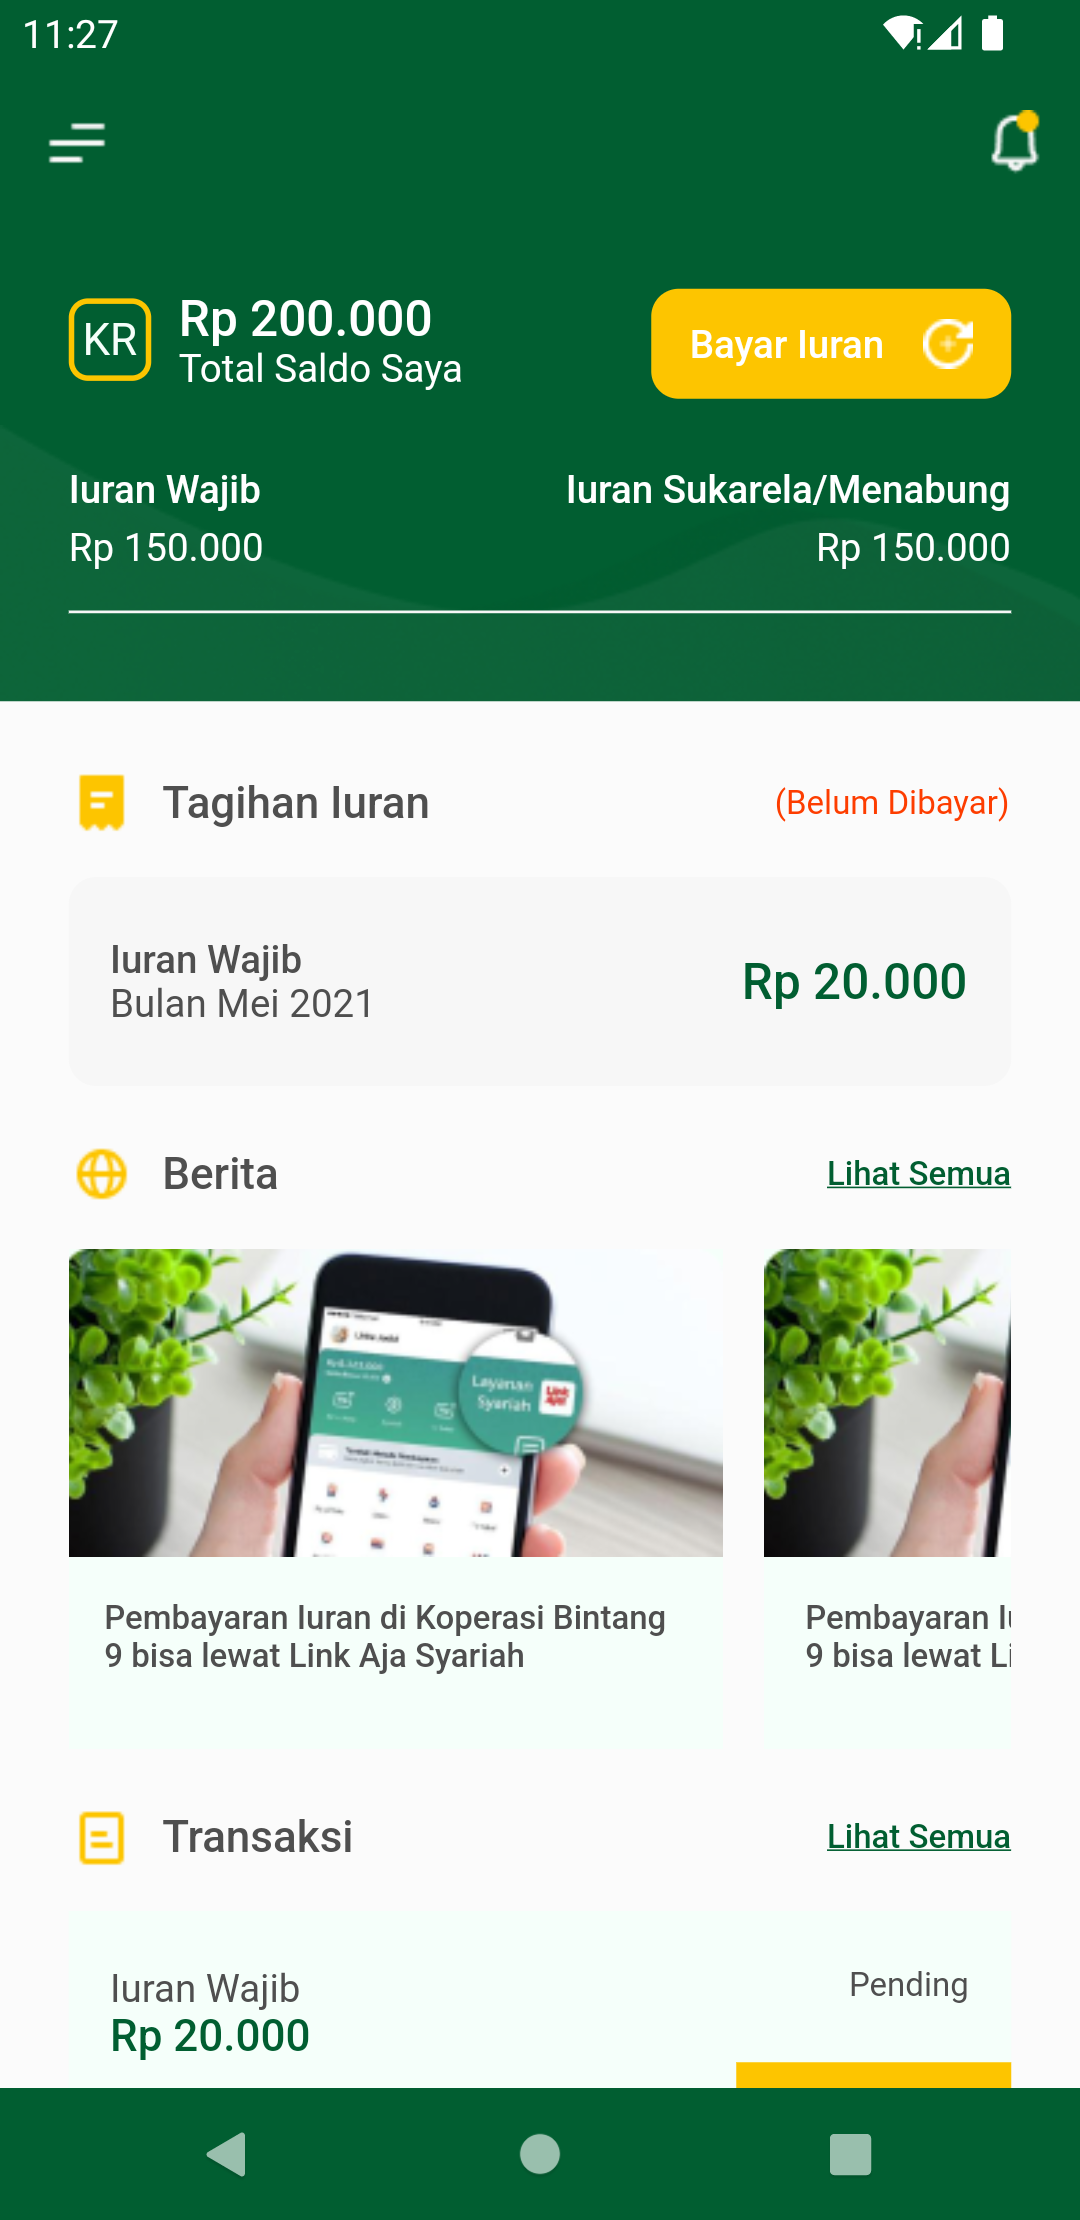 11:27
KR
Rp 200.000
Total Saldo Saya
Bayar Iuran
Iuran Wajib
Iuran Sukarela/Menabung
Rp 150.000
Rp 150.000
Tagihan Iuran
(Belum Dibayar)
Iuran Wajib
Bulan Mei 2021
Rp 20.000
Berita
Lihat Semua
Layanan
Syariah
Pembayaran Iuran di Koperasi Bintang
9 bisa lewat Link Aja Syariah
Pembayaran I
9 bisa lewat Li
Transaksi
Lihat Semua
Iuran Wajib
Rp 20.000
Pending